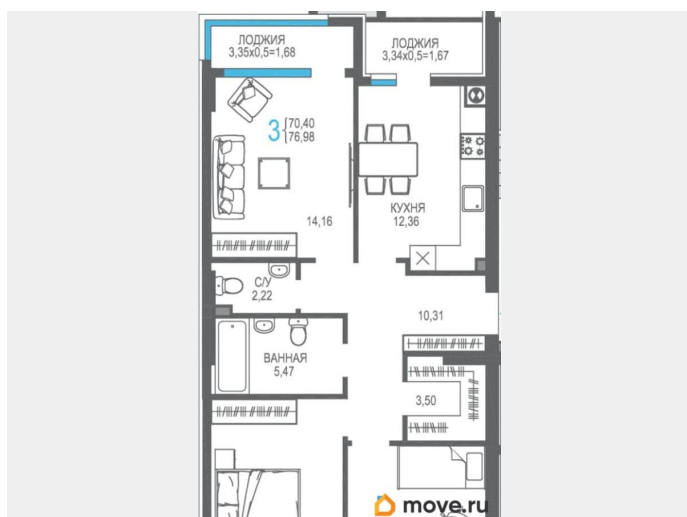 ЛОДЖИЯ
3,35x0,5=1,68
ЛОДЖИЯ
3,34x0,5=1,67
3
70,40
76,98
14,16
КУХНЯ
12,36
С/У
2,22
10,31
ВАННАЯ
5,47
3,50
move.ru